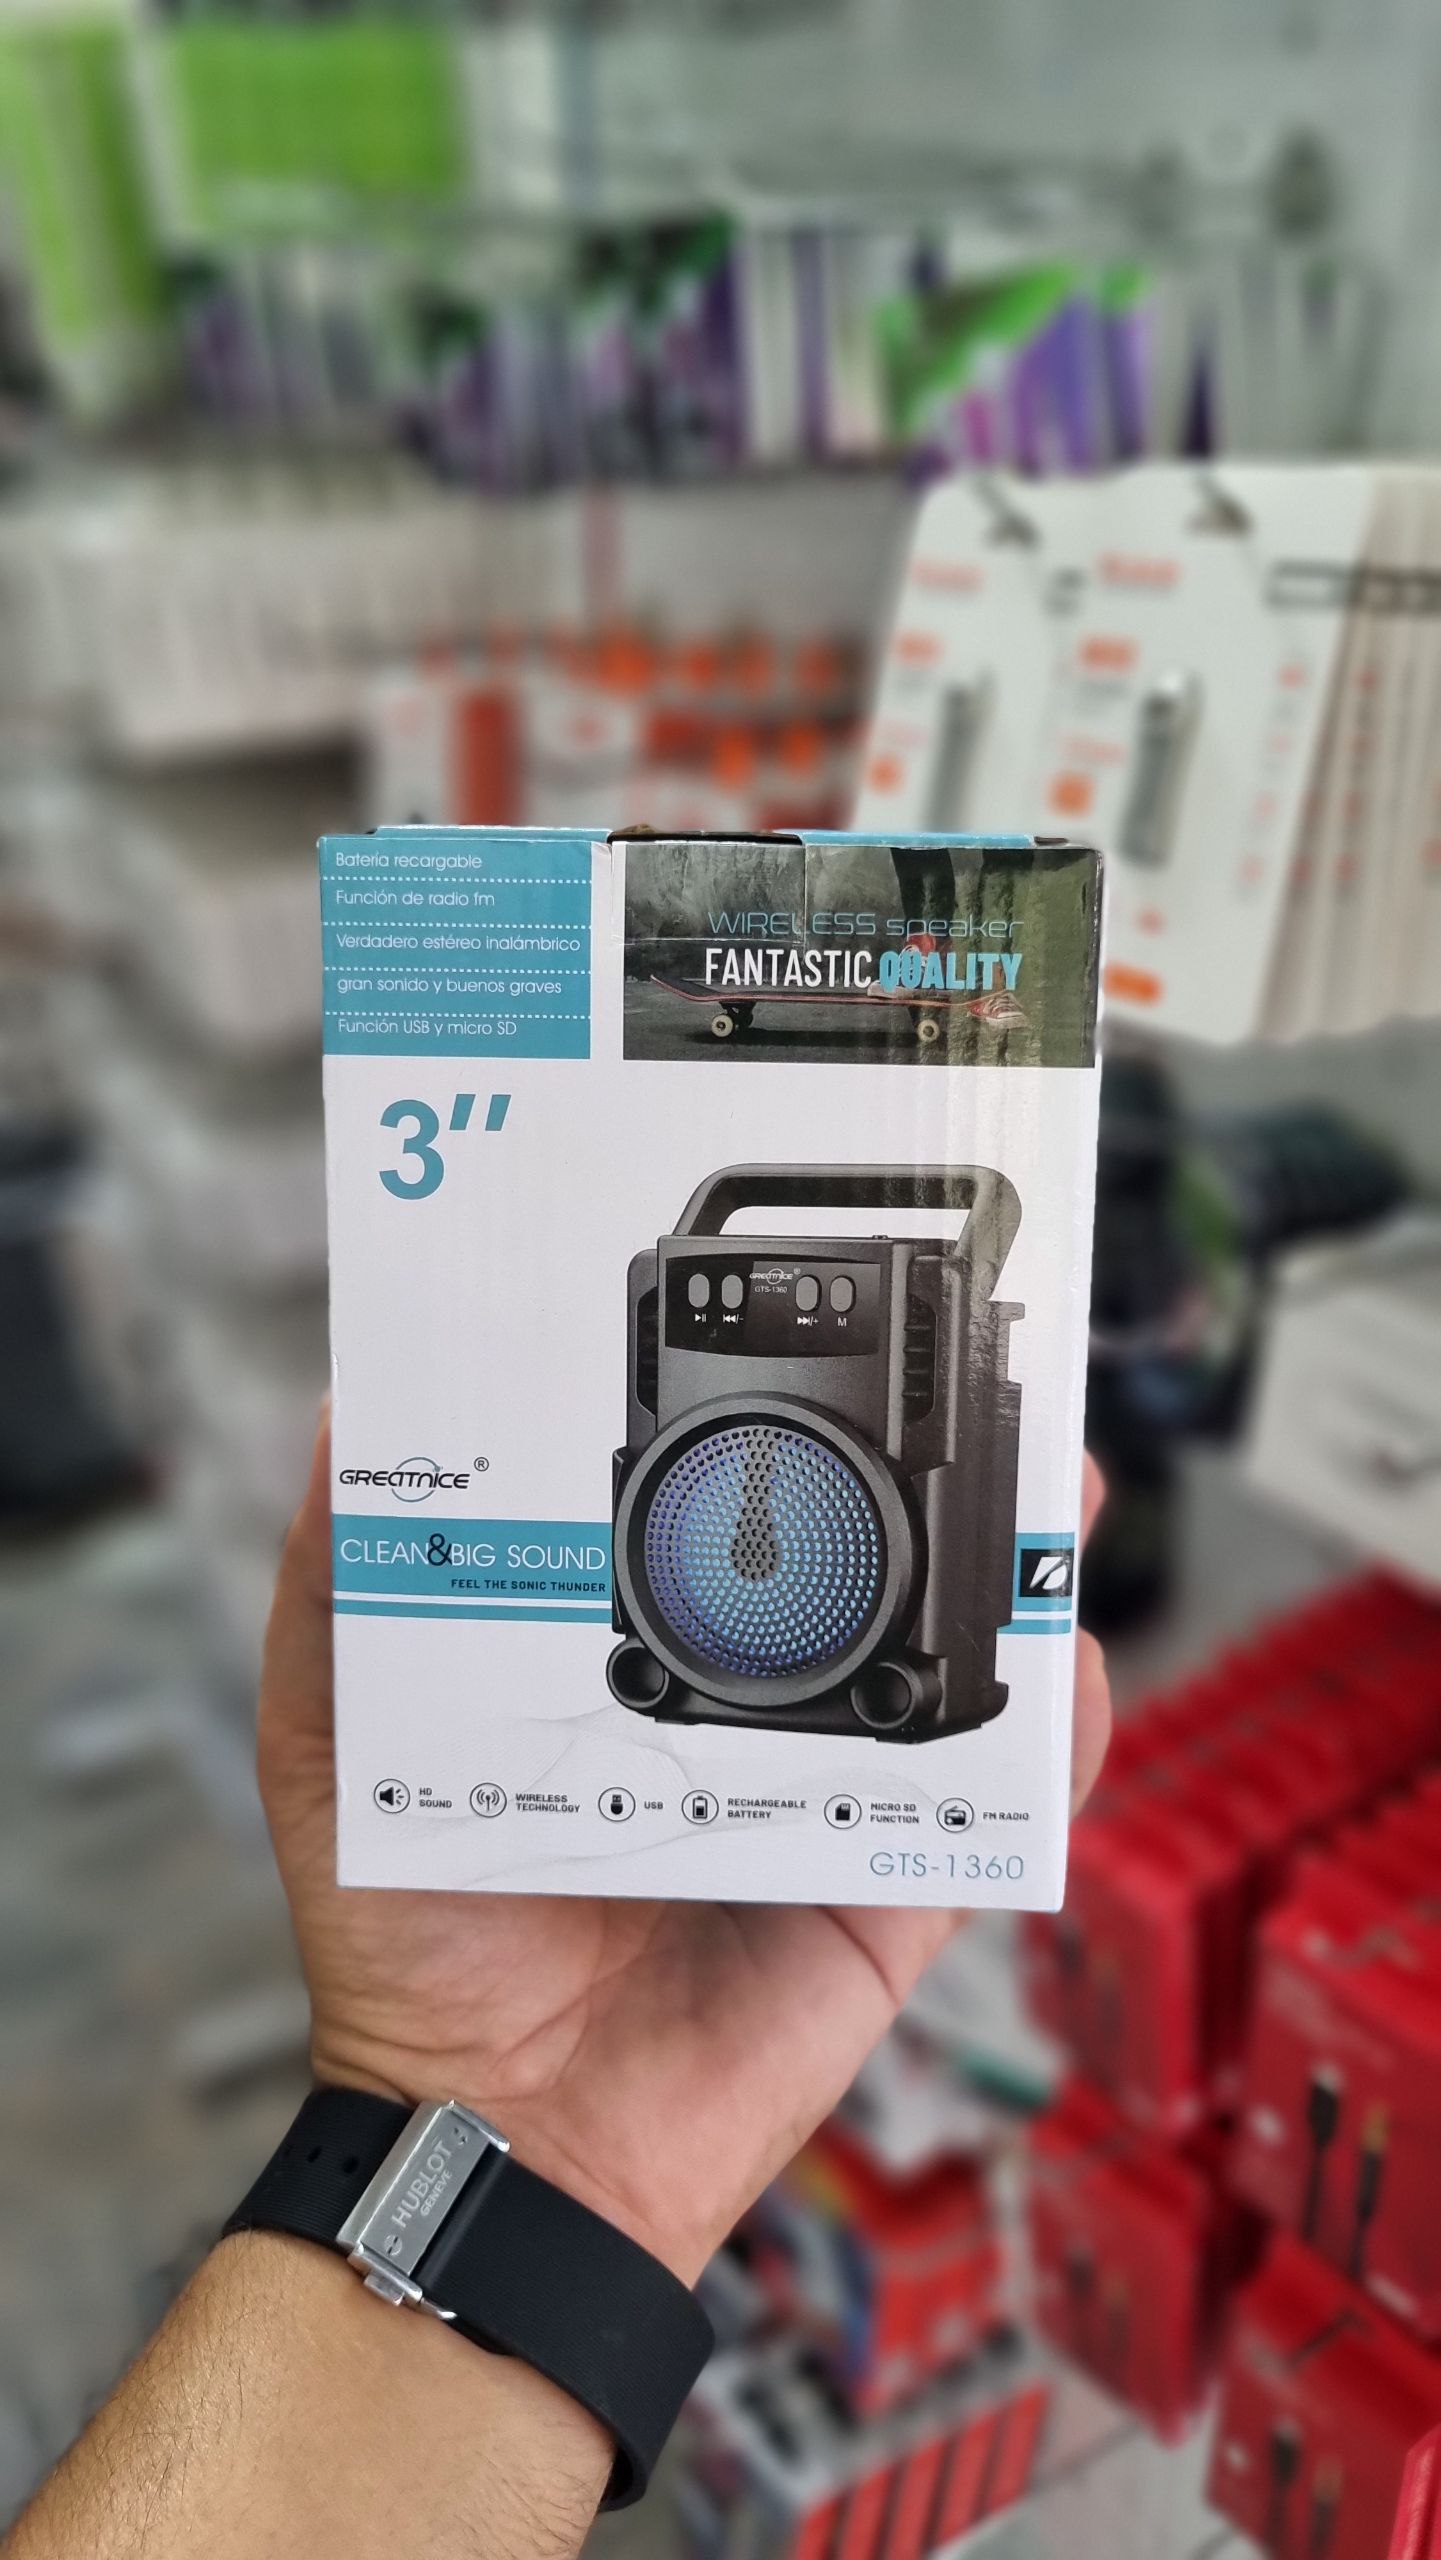 Batería recargable
Función de radio fm
Verdadero estéreo inalámbrico
gran sonido y buenos graves
Función USB y micro SD
WIRELESS speaker
FANTASTIC QUALITY
3"
GREATNICE®
GTS-1360
M
GREATNICE®
CLEAN&BIG SOUND
FEEL THE SONIC THUNDER
HD
SOUND
WIRELESS
TECHNOLOGY
USB
RECHARGEABLE
BATTERY
MICRO SD
FUNCTION
FM RADIO
GTS-1360
HUBLOT
GENEVE